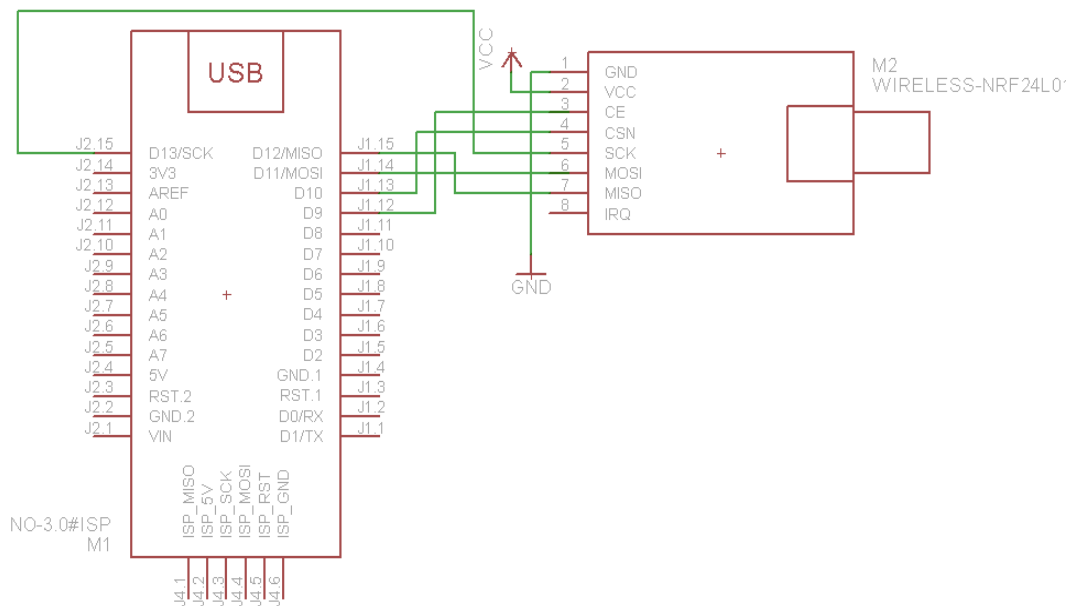 USB
J2.15 D13/SCK D12/MISO J1.15
J2.14 3V3 D11/MOSI J1.14
J2.13 AREF D10 J1.13
J2.12 A0 D9 J1.12
J2.11 A1 D8 J1.11
J2.10 A2 D7 J1.10
J2.9 A3 D6 J1.9
J2.8 A4 D5 J1.8
J2.7 A5 D4 J1.7
J2.6 A6 D3 J1.6
J2.5 A7 D2 J1.5
J2.4 5V GND.1 J1.4
J2.3 RST.2 RST.1 J1.3
J2.2 GND.2 D0/RX J1.2
J2.1 VIN D1/TX J1.1
ISP_MISO
ISP_5V
ISP_SCK
ISP_MOSI
ISP_RST
ISP_GND
J4.1
J4.2
J4.3
J4.4
J4.5
J4.6
NO-3.0#ISP
M1
VCC
GND
1 GND
2 VCC
3 CE
4 CSN
5 SCK
6 MOSI
7 MISO
8 IRQ
M2
WIRELESS-NRF24L01